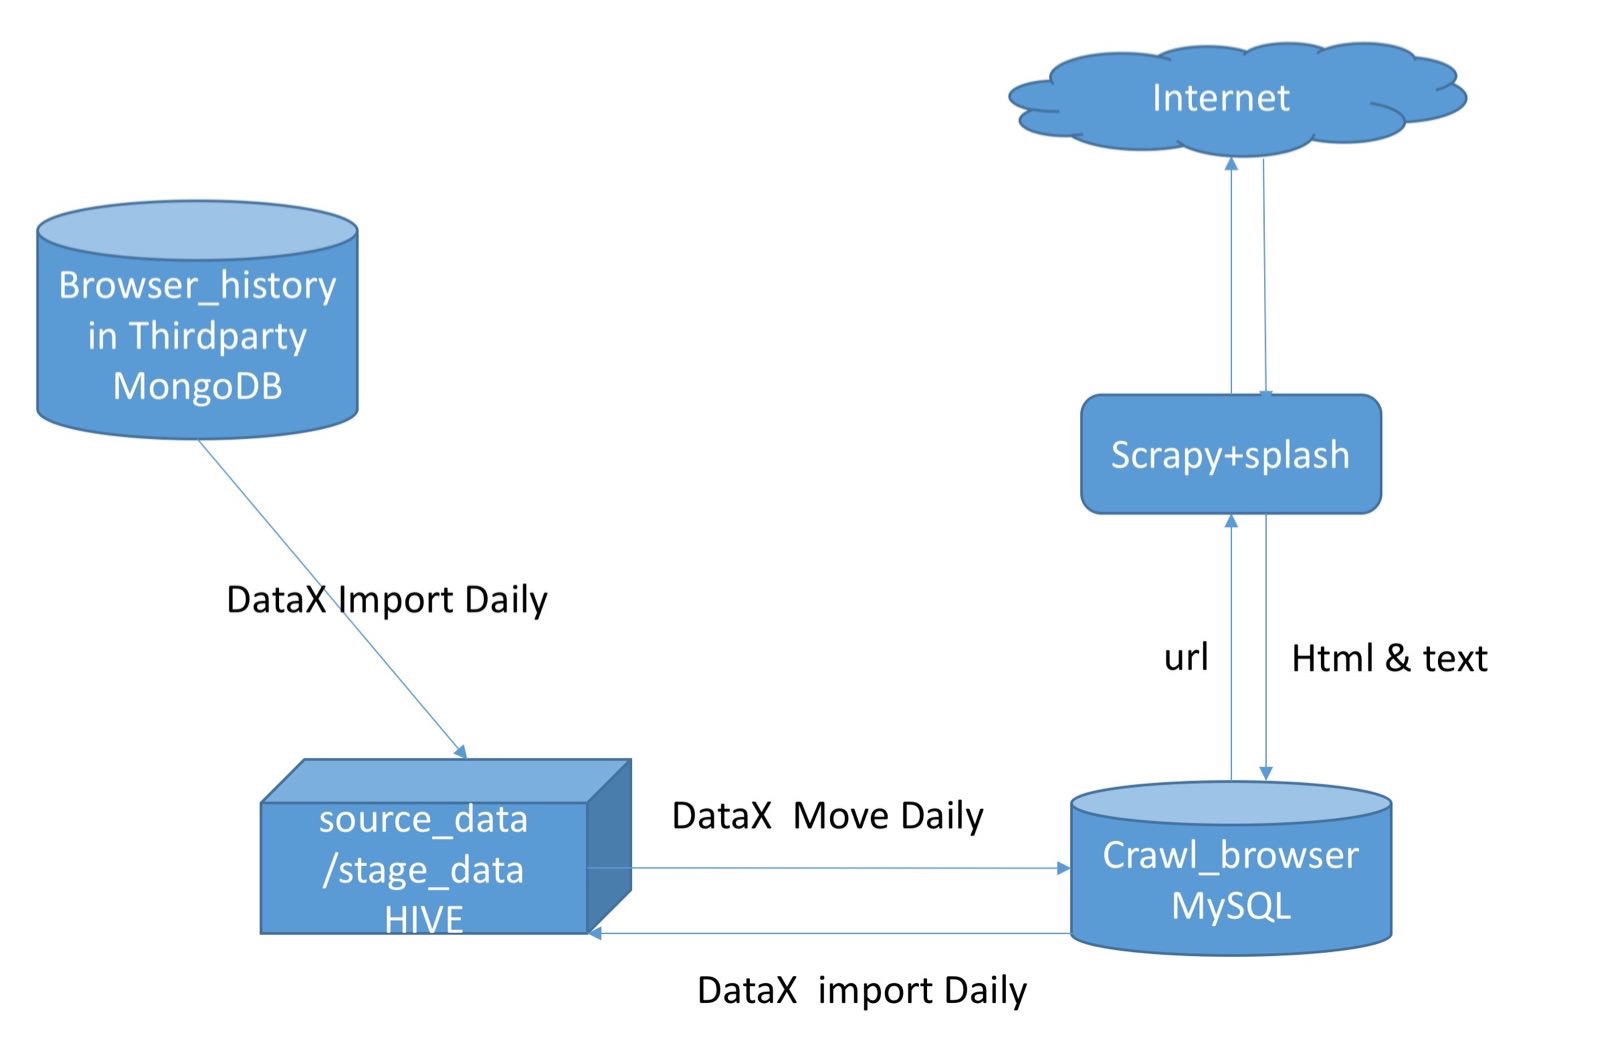 Internet
Browser_history
in Thirdparty
MongoDB
Scrapy+splash
DataX Import Daily
url
Html & text
source_data
/stage_data
HIVE
DataX  Move Daily
Crawl_browser
MySQL
DataX  import Daily